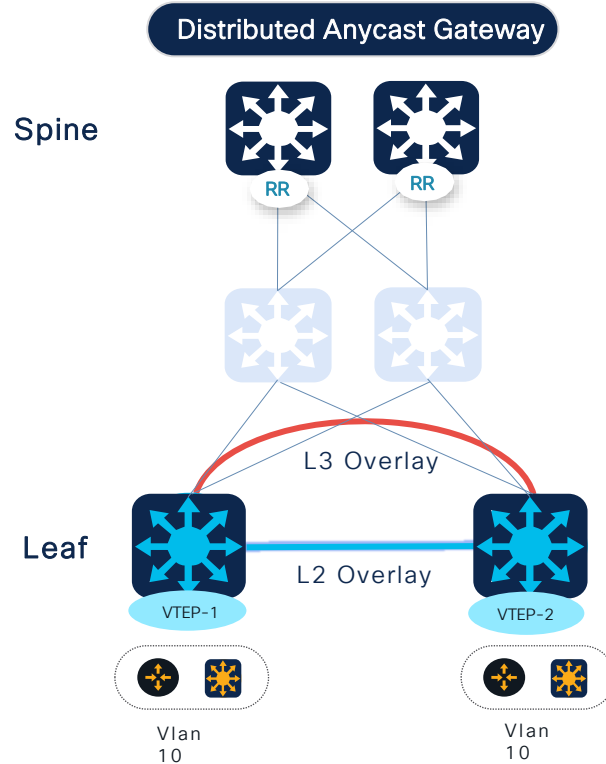 Distributed Anycast Gateway
Spine
RR
RR
L3 Overlay
Leaf
L2 Overlay
VTEP-1
VTEP-2
Vlan
10
Vlan
10